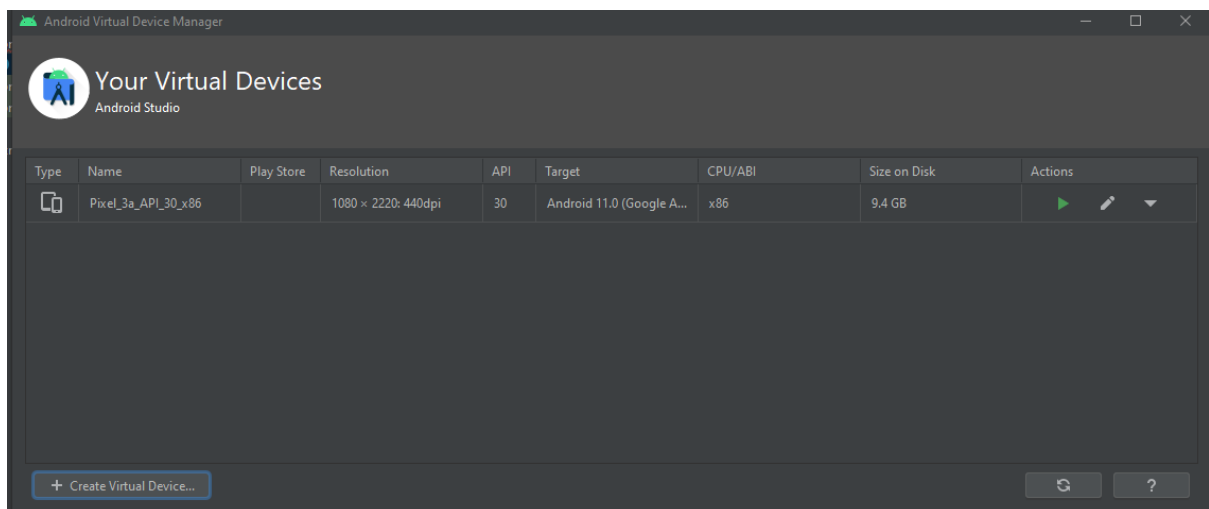 Android Virtual Device Manager
Your Virtual Devices
Android Studio
Type Name Play Store Resolution API Target CPU/ABI Size on Disk Actions
Pixel_3a_API_30_x86 1080 × 2220: 440dpi 30 Android 11.0 (Google A... x86 9.4 GB
+ Create Virtual Device...
?